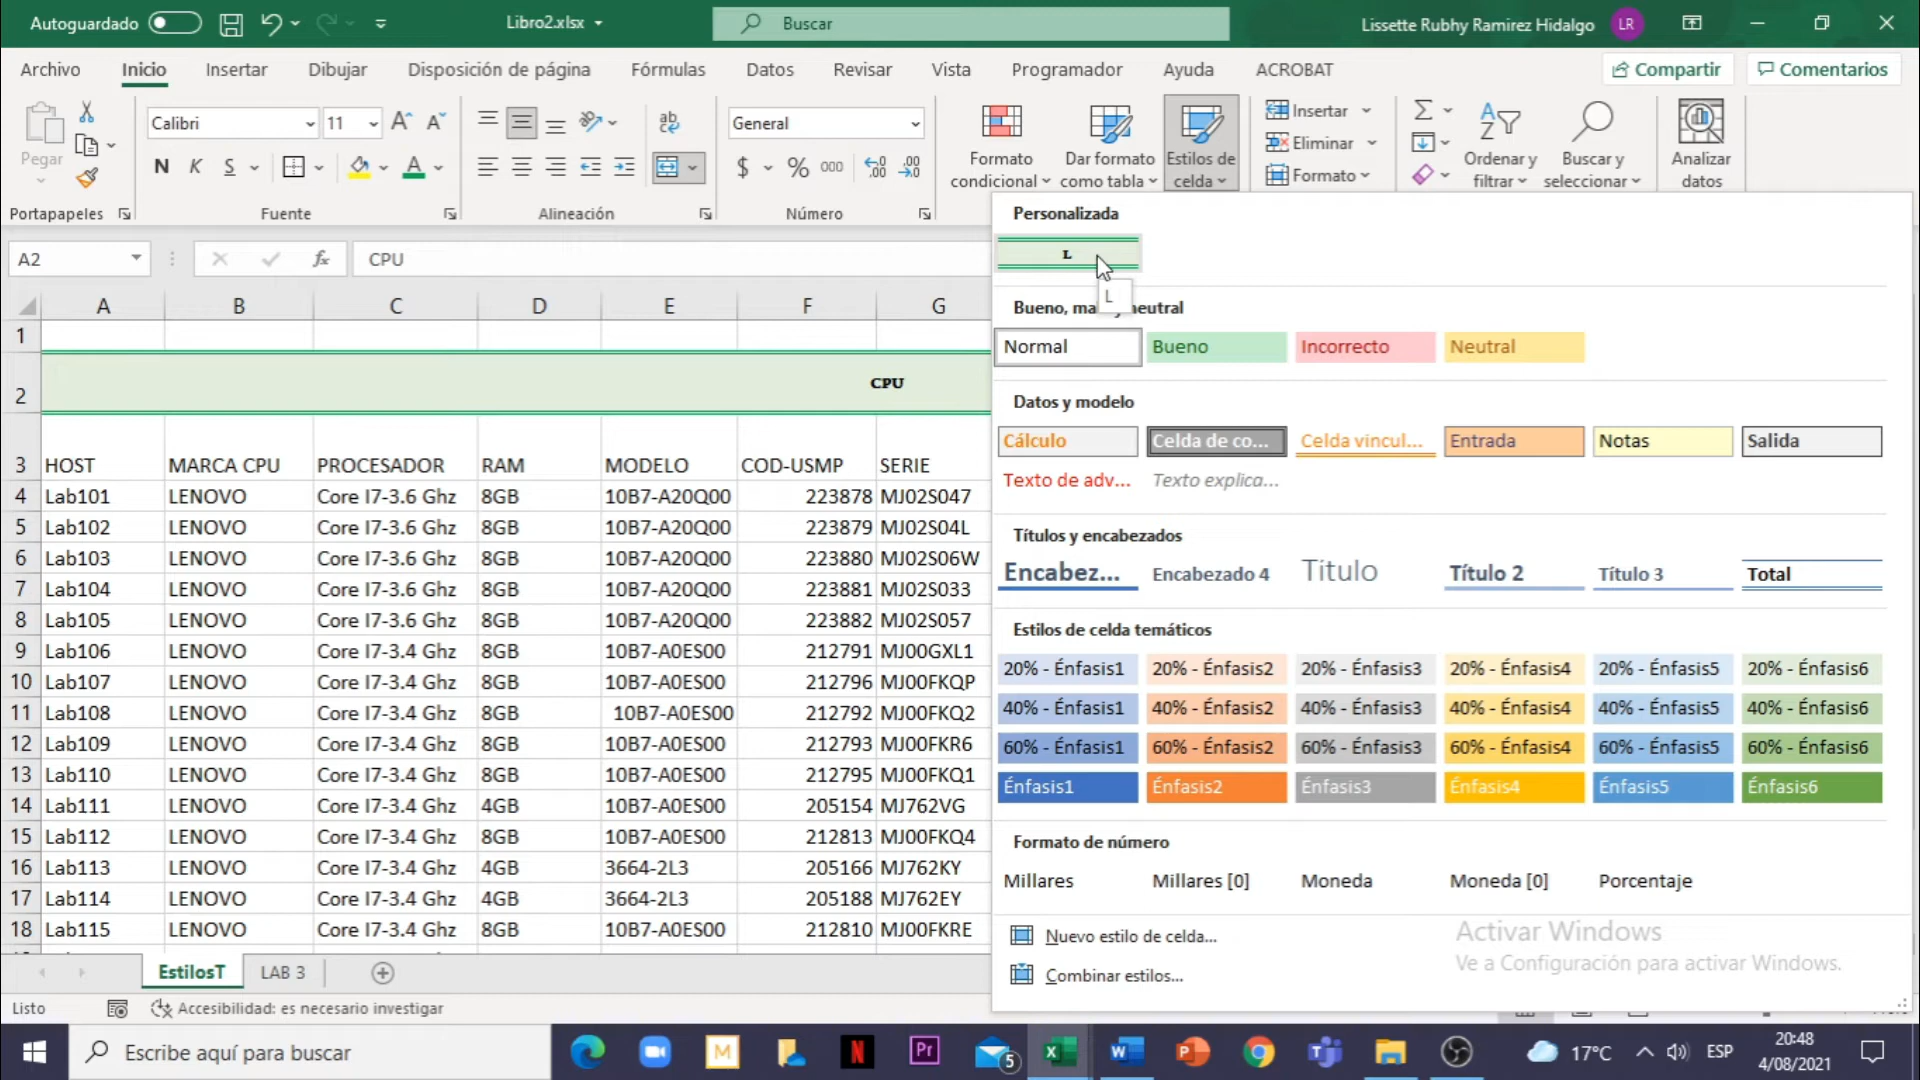 Autoguardado
Libro2.xlsx
Buscar
Lissette Rubhy Ramirez Hidalgo LR
Archivo Inicio Insertar Dibujar Disposición de página Fórmulas Datos Revisar Vista Programador Ayuda ACROBAT Compartir Comentarios
Pegar
Calibri 11
N K S
General
$ % 000
Formato condicional
Dar formato como tabla
Estilos de celda
Insertar
Eliminar
Formato
Ordenar y filtrar
Buscar y seleccionar
Analizar datos
Portapapeles Fuente Alineación Número
A2 fx CPU
A B C D E F G
1
2 CPU
3 HOST MARCA CPU PROCESADOR RAM MODELO COD-USMP SERIE
4 Lab101 LENOVO Core I7-3.6 Ghz 8GB 10B7-A20Q00 223878 MJ02S047
5 Lab102 LENOVO Core I7-3.6 Ghz 8GB 10B7-A20Q00 223879 MJ02S04L
6 Lab103 LENOVO Core I7-3.6 Ghz 8GB 10B7-A20Q00 223880 MJ02S06W
7 Lab104 LENOVO Core I7-3.6 Ghz 8GB 10B7-A20Q00 223881 MJ02S033
8 Lab105 LENOVO Core I7-3.6 Ghz 8GB 10B7-A20Q00 223882 MJ02S057
9 Lab106 LENOVO Core I7-3.4 Ghz 8GB 10B7-A0ES00 212791 MJ00GXL1
10 Lab107 LENOVO Core I7-3.4 Ghz 8GB 10B7-A0ES00 212796 MJ00FKQP
11 Lab108 LENOVO Core I7-3.4 Ghz 8GB 10B7-A0ES00 212792 MJ00FKQ2
12 Lab109 LENOVO Core I7-3.4 Ghz 8GB 10B7-A0ES00 212793 MJ00FKR6
13 Lab110 LENOVO Core I7-3.4 Ghz 8GB 10B7-A0ES00 212795 MJ00FKQ1
14 Lab111 LENOVO Core I7-3.4 Ghz 4GB 10B7-A0ES00 205154 MJ762VG
15 Lab112 LENOVO Core I7-3.4 Ghz 8GB 10B7-A0ES00 212813 MJ00FKQ4
16 Lab113 LENOVO Core I7-3.4 Ghz 4GB 3664-2L3 205166 MJ762KY
17 Lab114 LENOVO Core I7-3.4 Ghz 4GB 3664-2L3 205188 MJ762EY
18 Lab115 LENOVO Core I7-3.4 Ghz 8GB 10B7-A0ES00 212810 MJ00FKRE
Personalizada
L
L
Bueno, ma neutral
Normal Bueno Incorrecto Neutral
Datos y modelo
Cálculo Celda de co... Celda vincul... Entrada Notas Salida
Texto de adv... Texto explica...
Títulos y encabezados
Encabez... Encabezado 4 Título Título 2 Título 3 Total
Estilos de celda temáticos
20% - Énfasis1 20% - Énfasis2 20% - Énfasis3 20% - Énfasis4 20% - Énfasis5 20% - Énfasis6
40% - Énfasis1 40% - Énfasis2 40% - Énfasis3 40% - Énfasis4 40% - Énfasis5 40% - Énfasis6
60% - Énfasis1 60% - Énfasis2 60% - Énfasis3 60% - Énfasis4 60% - Énfasis5 60% - Énfasis6
Énfasis1 Énfasis2 Énfasis3 Énfasis4 Énfasis5 Énfasis6
Formato de número
Millares Millares [0] Moneda Moneda [0] Porcentaje
Nuevo estilo de celda...
Combinar estilos...
Activar Windows
Ve a Configuración para activar Windows.
EstilosT LAB 3
Listo Accesibilidad: es necesario investigar
Escribe aquí para buscar
M N Pr 5 X W P
17°C ESP
20:48
4/08/2021